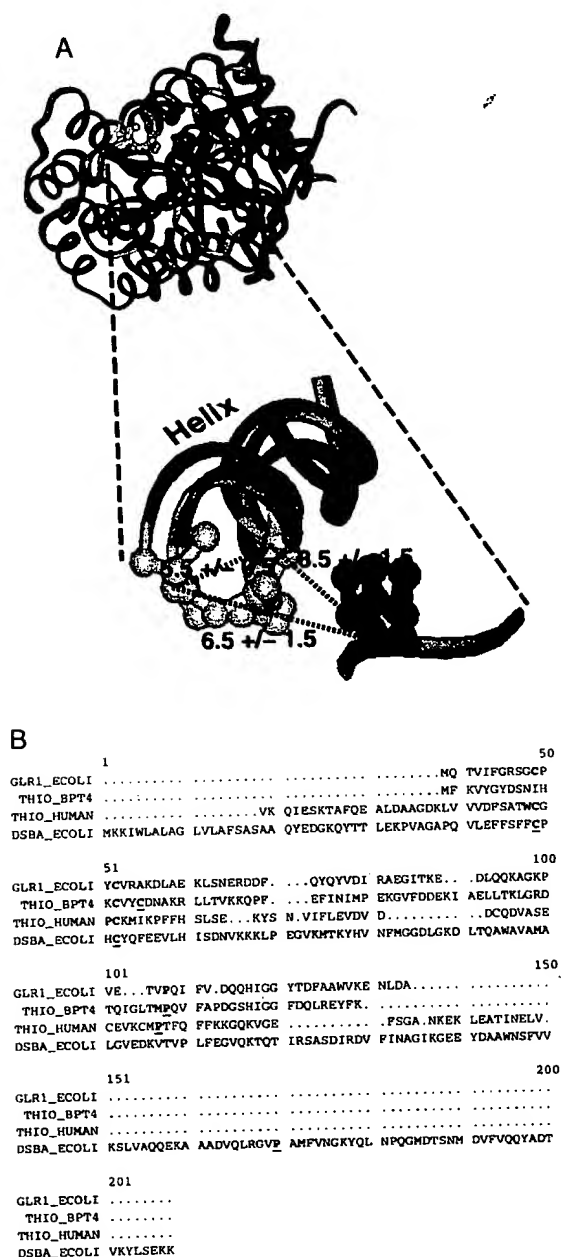 A
Helix
8.5 +/- 1.5
6.5 +/- 1.5
B
1 50
GLR1_ECOLI .......... .......... .......... ........MQ TVIFGRSGCP
THIO_BPT4 .......... .......... .......... ........MF KVYGYDSNIH
THIO_HUMAN .......... ........VK QIESKTAFQE ALDAAGDKLV VVDFSATWCG
DSBA_ECOLI MKKIWLALAG LVLAFSASAA QYEDGKQYTT LEKPVAGAPQ VLEFFSFFCP
51 100
GLR1_ECOLI YCVRAKDLAE KLSNERDDF. ..QYQYVDI RAEGITKE.. DLQQKAGKP
THIO_BPT4 KCVYCDNAKR LLTVKKQPF. ..EFINIMP EKGVFDDEKI AELLTKLGRD
THIO_HUMAN PCKMIKPFFH SLSE..KYS N.VIFLEVDV D......... .DCQDVASE
DSBA_ECOLI HCYQFEEVLH ISDNVKKKLP EGVKMTKYHV NFMGGDLGKD LTQAWAVAMA
101 150
GLR1_ECOLI VE...TVPQI FV.DQQHIGG YTDFAAWVKE NLDA...... ..........
THIO_BPT4 TQIGLTMPQV FAPDGSHIGG FDQLREYFK. .......... ..........
THIO_HUMAN CEVKCMPTFQ FFKKGQKVGE .......... .FSGA.NKEK LEATINELV.
DSBA_ECOLI LGVEDKVTVP LFEGVQKTQT IRSASDIRDV FINAGIKGEE YDAAWNSFVV
151 200
GLR1_ECOLI .......... .......... .......... .......... ..........
THIO_BPT4 .......... .......... .......... .......... ..........
THIO_HUMAN .......... .......... .......... .......... ..........
DSBA_ECOLI KSLVAQQEKA AADVQLRGVP AMFVNGKYQL NPQGMDTSNM DVFVQQYADT
201
GLR1_ECOLI ........
THIO_BPT4 ........
THIO_HUMAN ........
DSBA_ECOLI VKYLSEKK